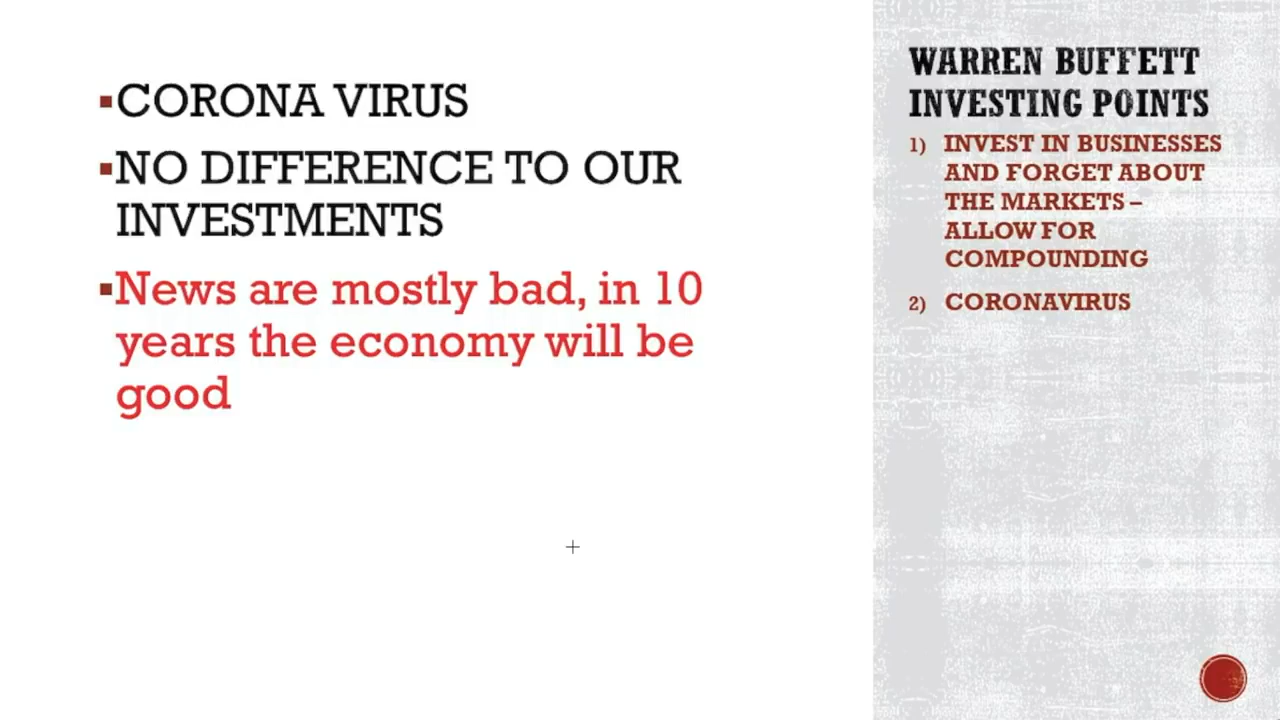 ▪CORONA VIRUS
▪NO DIFFERENCE TO OUR
INVESTMENTS
▪News are mostly bad, in 10
years the economy will be
good
WARREN BUFFETT
INVESTING POINTS
1) INVEST IN BUSINESSES
AND FORGET ABOUT
THE MARKETS –
ALLOW FOR
COMPOUNDING
2) CORONAVIRUS